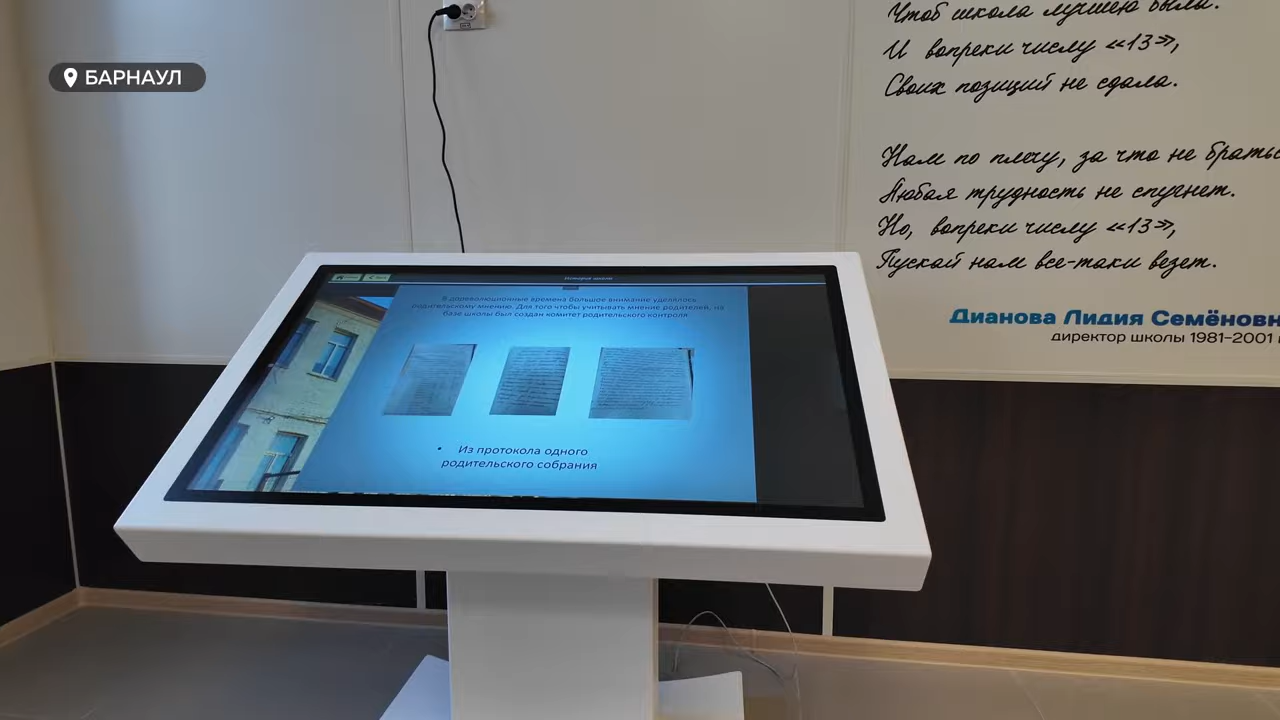 БАРНАУЛ
Чтоб школа лучшею была.
И вопреки числу «13»,
Своих позиций не сдала.
Нам по плечу, за что не братьс
Любая трудность не спугнет.
Но, вопреки числу «13»,
Пускай нам все-таки везет.
Дианова Лидия Семёновн
директор школы 1981–2001
История школы
В дореволюционные времена большое внимание уделялось
родительскому мнению. Для того чтобы учитывать мнение родителей, на
базе школы был создан комитет родительского контроля
• Из протокола одного
родительского собрания